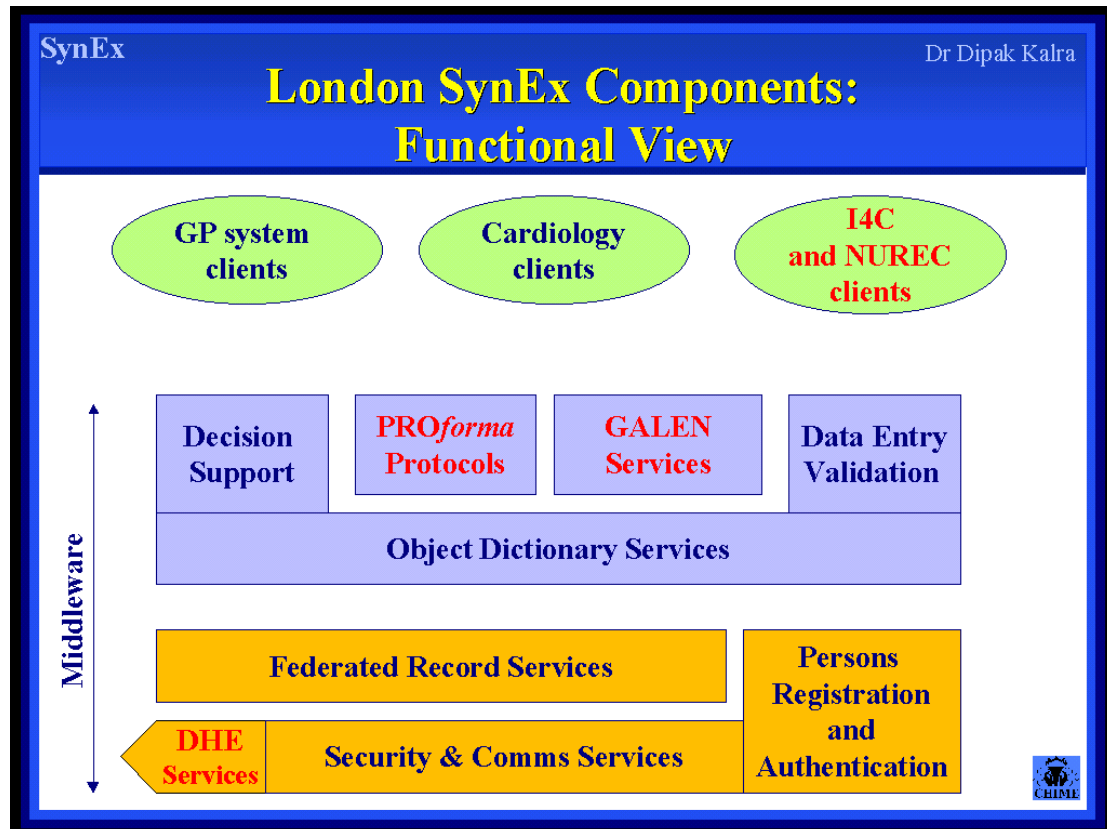 SynEx
Dr Dipak Kalra
London SynEx Components:
Functional View
GP system
clients
Cardiology
clients
I4C
and NUREC
clients
Middleware
Decision
Support
PROforma
Protocols
GALEN
Services
Data Entry
Validation
Object Dictionary Services
Federated Record Services
Persons
Registration
and
Authentication
DHE
Services
Security & Comms Services
CHIME